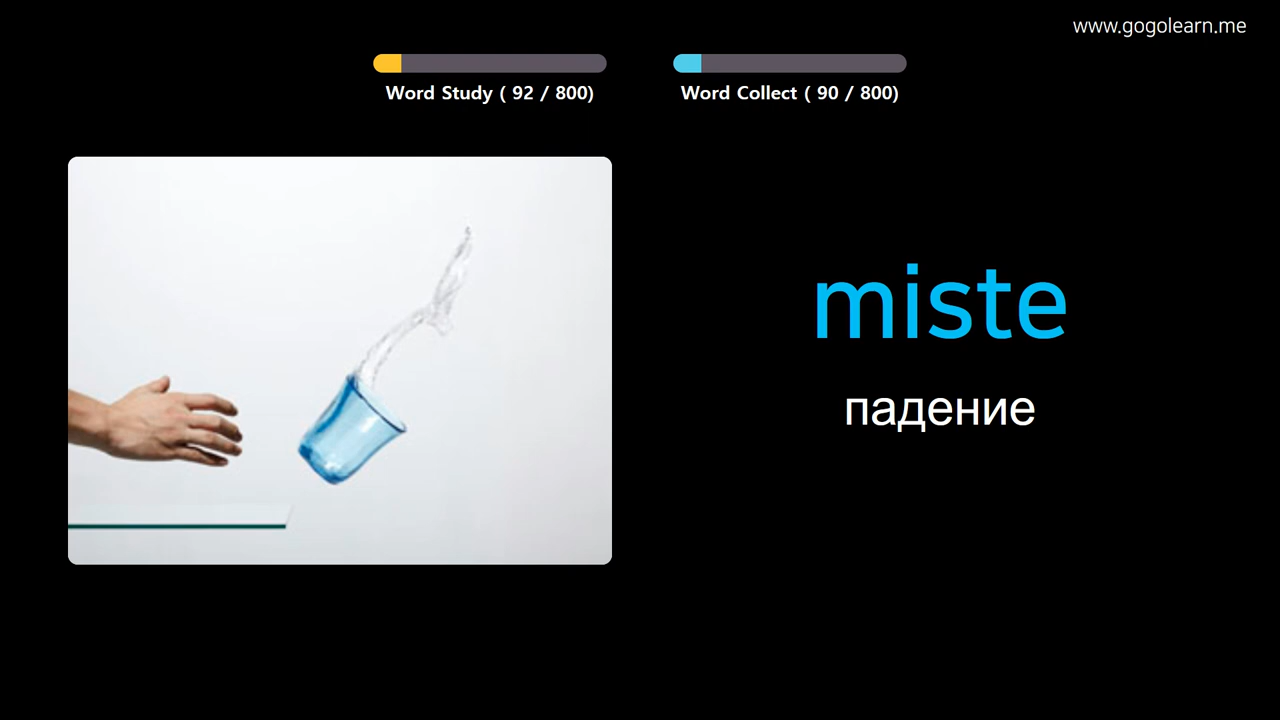 www.gogolearn.me
Word Study ( 92 / 800)
Word Collect ( 90 / 800)
miste
падение